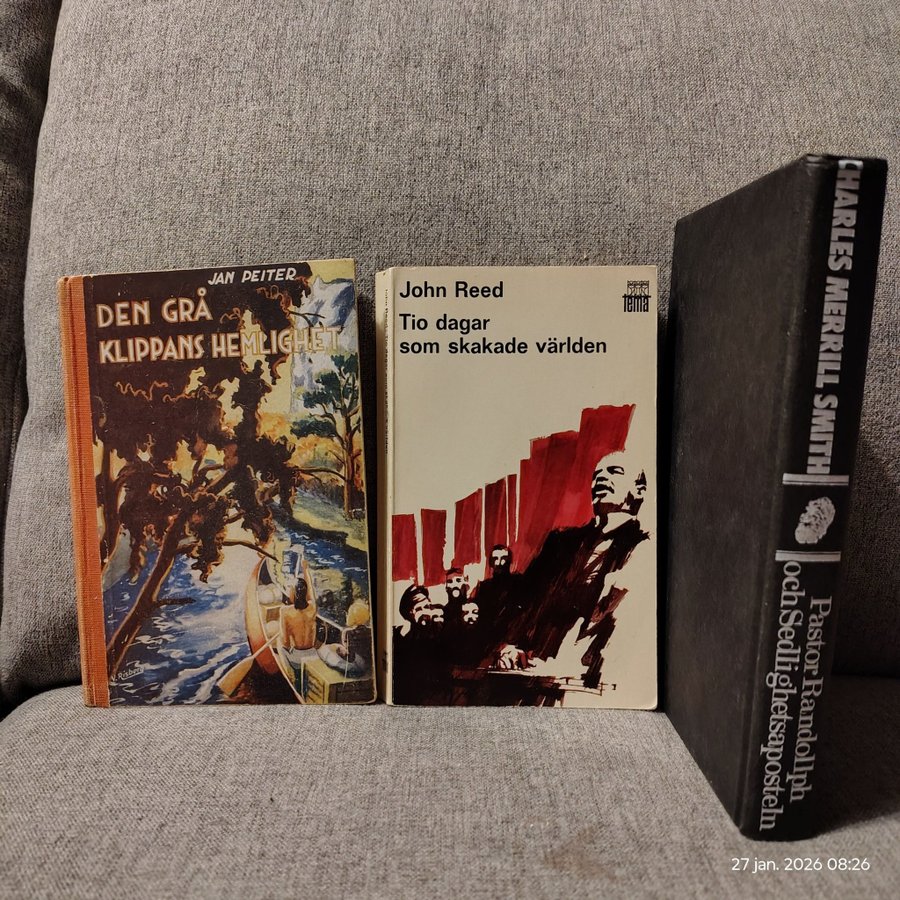 JAN PEITER
DEN GRÅ
KLIPPANS HEMLIGHET
John Reed
Tio dagar
som skakade världen
tema
CHARLES MERRILL SMITH
Pastor Randollph
och Sedlighetsaposteln
27 jan. 2026 08:26